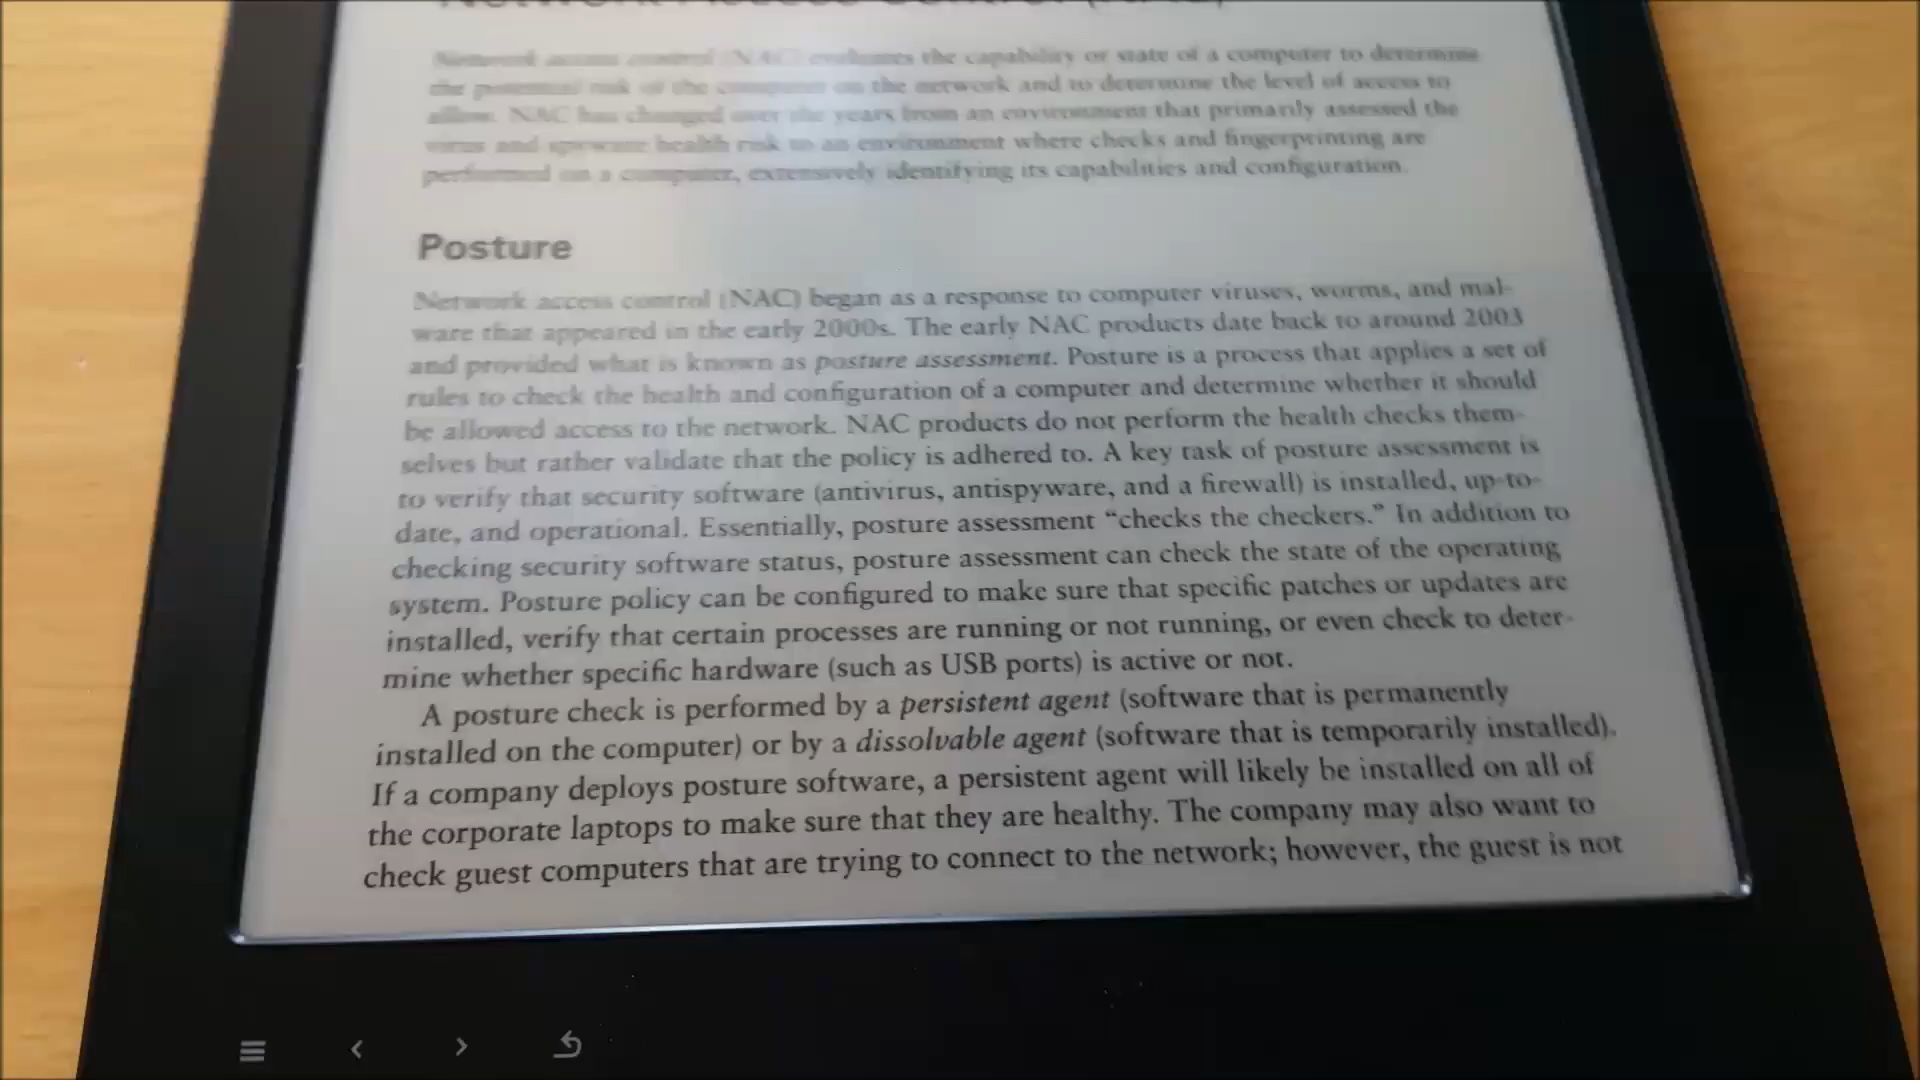 Network Access Control (NAC)
Network access control (NAC) evaluates the capability or state of a computer to determine
the potential risk of the computer on the network and to determine the level of access to
allow. NAC has changed over the years from an environment that primarily assessed the
virus and spyware health risk to an environment where checks and fingerprinting are
performed on a computer, extensively identifying its capabilities and configuration.
Posture
Network access control (NAC) began as a response to computer viruses, worms, and mal-
ware that appeared in the early 2000s. The early NAC products date back to around 2003
and provided what is known as posture assessment. Posture is a process that applies a set of
rules to check the health and configuration of a computer and determine whether it should
be allowed access to the network. NAC products do not perform the health checks them-
selves but rather validate that the policy is adhered to. A key task of posture assessment is
to verify that security software (antivirus, antispyware, and a firewall) is installed, up-to-
date, and operational. Essentially, posture assessment “checks the checkers.” In addition to
checking security software status, posture assessment can check the state of the operating
system. Posture policy can be configured to make sure that specific patches or updates are
installed, verify that certain processes are running or not running, or even check to deter-
mine whether specific hardware (such as USB ports) is active or not.
A posture check is performed by a persistent agent (software that is permanently
installed on the computer) or by a dissolvable agent (software that is temporarily installed).
If a company deploys posture software, a persistent agent will likely be installed on all of
the corporate laptops to make sure that they are healthy. The company may also want to
check guest computers that are trying to connect to the network; however, the guest is not